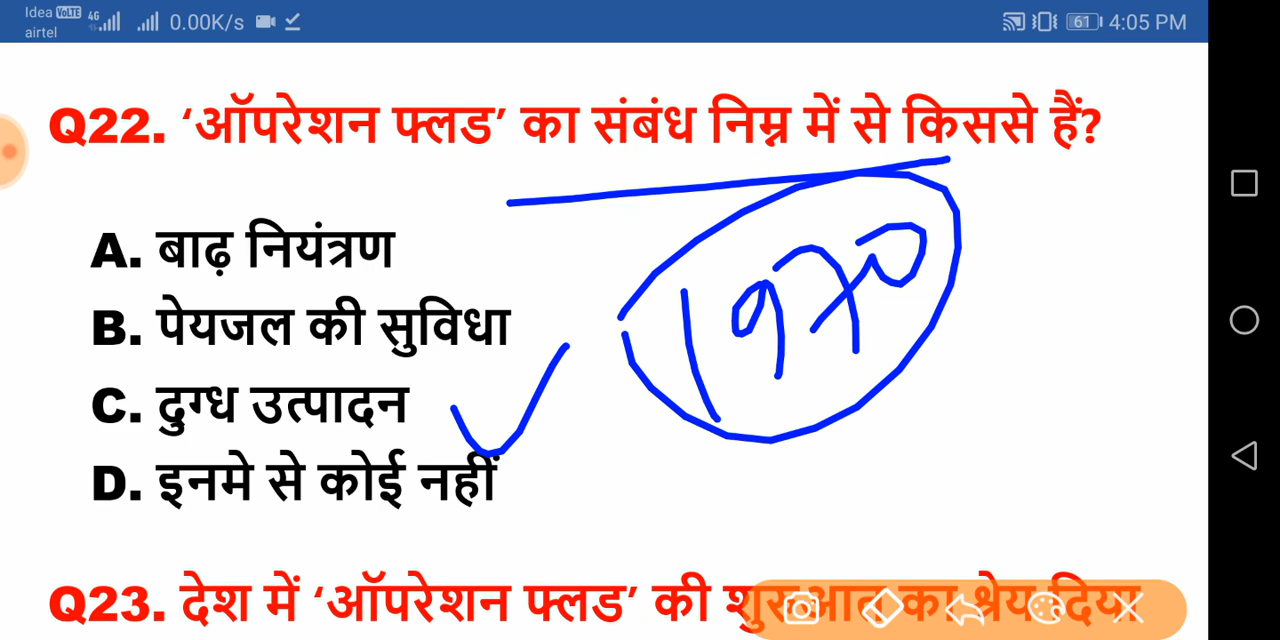 Idea VoLTE 4G 0.00K/s 61 4:05 PM
airtel
Q22. ‘ऑपरेशन फ्लड’ का संबंध निम्न में से किससे हैं?
A. बाढ़ नियंत्रण
1970
B. पेयजल की सुविधा
C. दुग्ध उत्पादन
D. इनमे से कोई नहीं
Q23. देश में ‘ऑपरेशन फ्लड’ की शुरुआत का श्रेय दिया